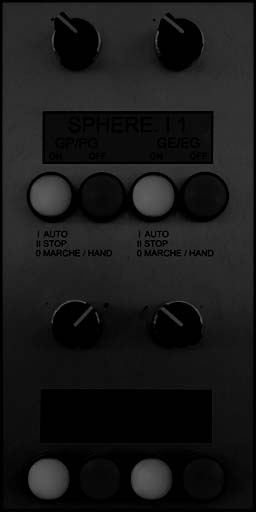 SPHERE. I 1
GP/PG GE/EG
ON OFF ON OFF
I AUTO I AUTO
II STOP II STOP
0 MARCHE / HAND 0 MARCHE / HAND